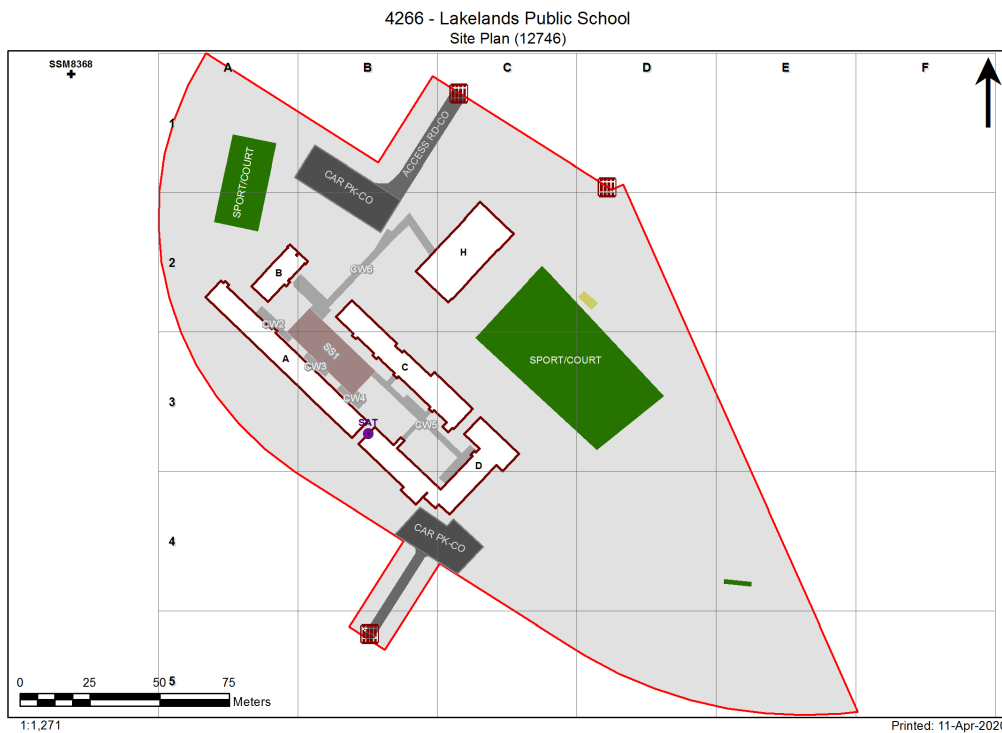 4266 - Lakelands Public School
Site Plan (12746)
SSM8368
A
B
C
D
E
F
1
ACCESS RD-CO
SPORT/COURT
CAR PK-CO
2
H
B
CW6
CW2
SS1
A
CW3
C
SPORT/COURT
3
CW4
SAT
CW5
D
4
CAR PK-CO
5
0 25 50 75
Meters
1:1,271
Printed: 11-Apr-2020